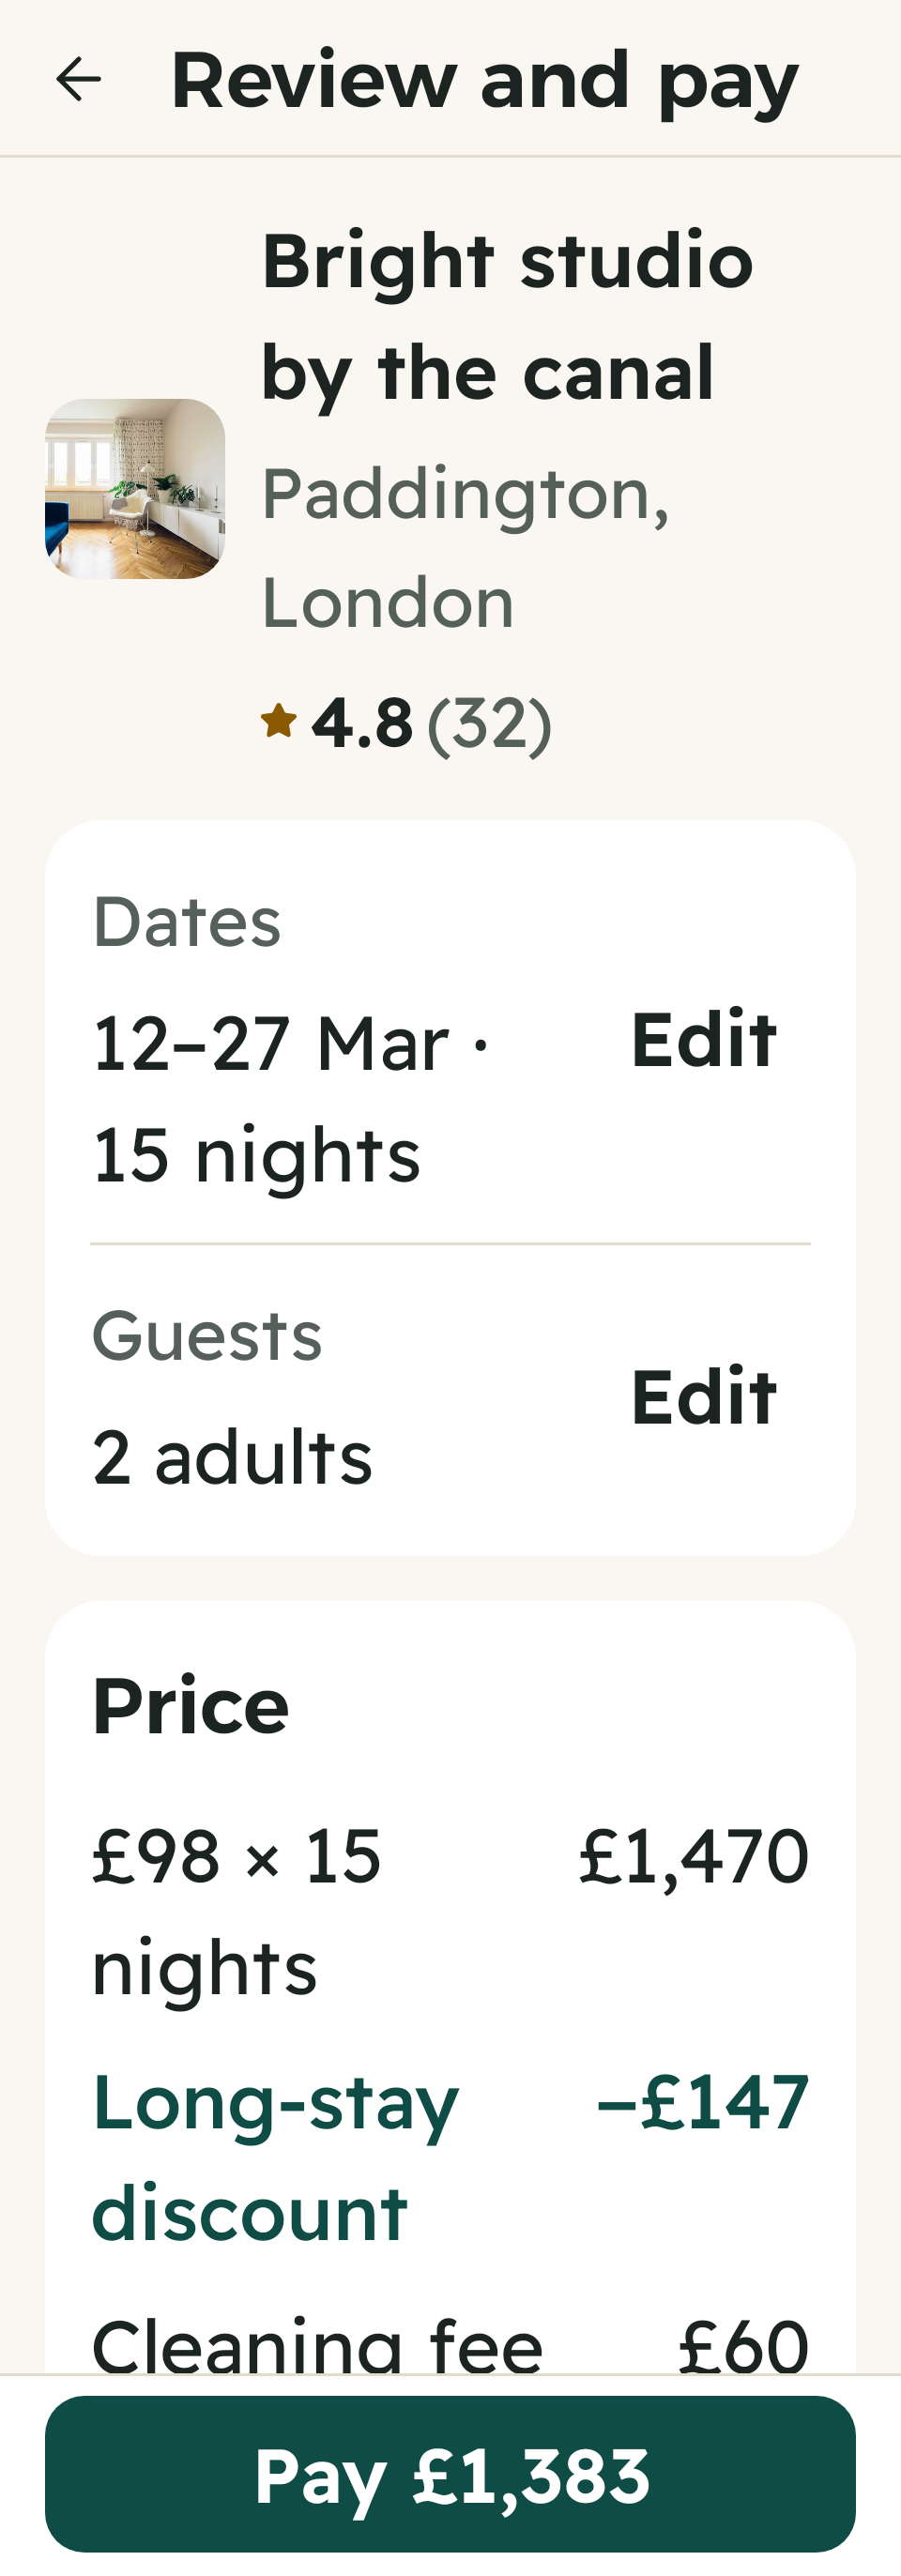 Review and pay
Bright studio
by the canal
Paddington,
London
4.8 (32)
Dates
12–27 Mar ·
15 nights
Edit
Guests
2 adults
Edit
Price
£98 × 15
nights
£1,470
Long-stay
discount
−£147
Cleaning fee
£60
Pay £1,383